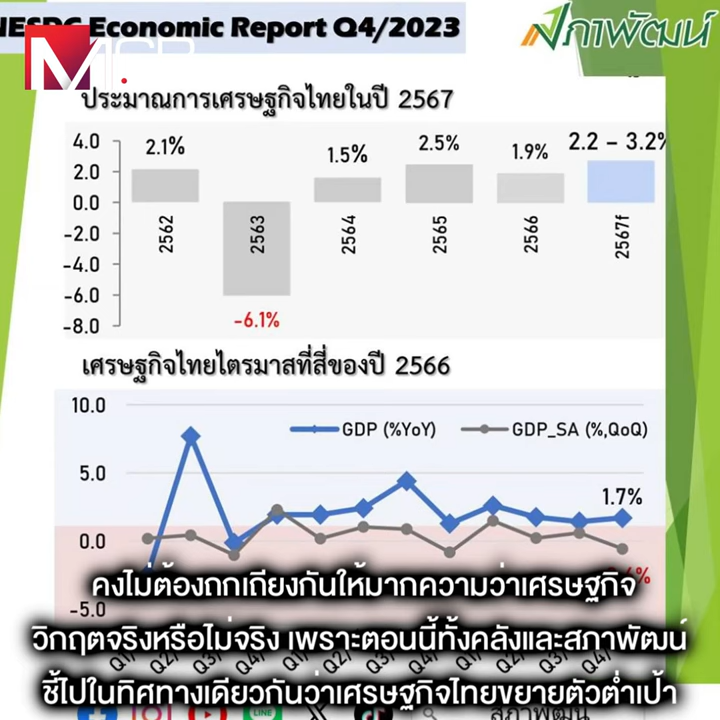 Economic Report Q4/2023
สภาพัฒน์
ประมาณการเศรษฐกิจไทยในปี 2567
4.0
2.0
0.0
-2.0
-4.0
-6.0
-8.0
2.1%
-6.1%
1.5%
2.5%
1.9%
2.2 – 3.2%
2562
2563
2564
2565
2566
2567f
เศรษฐกิจไทยไตรมาสที่สี่ของปี 2566
10.0
5.0
0.0
-5.0
GDP (%YoY)
GDP_SA (%,QoQ)
1.7%
คงไม่ต้องถกเถียงกันให้มากความว่าเศรษฐกิจ
วิกฤตจริงหรือไม่จริง เพราะตอนนี้ทั้งคลังและสภาพัฒน์
ชี้ไปในทิศทางเดียวกันว่าเศรษฐกิจไทยขยายตัวต่ำเป้า
LINE
สภาพัฒน์